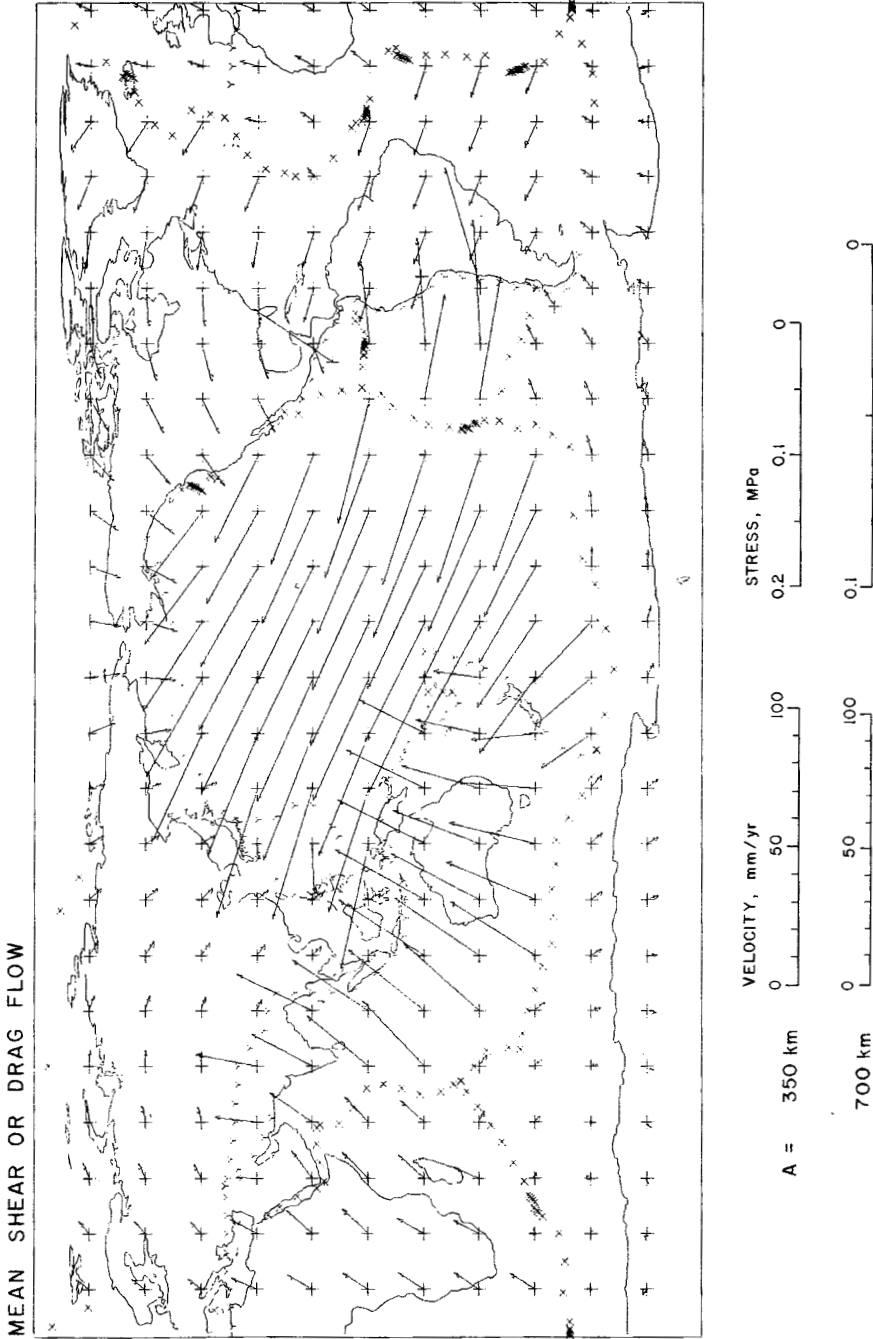 MEAN SHEAR OR DRAG FLOW
VELOCITY, mm/yr STRESS, MPa
A = 350 km 0 50 100 0.2 0.1 0
700 km 0 50 100 0.1 0